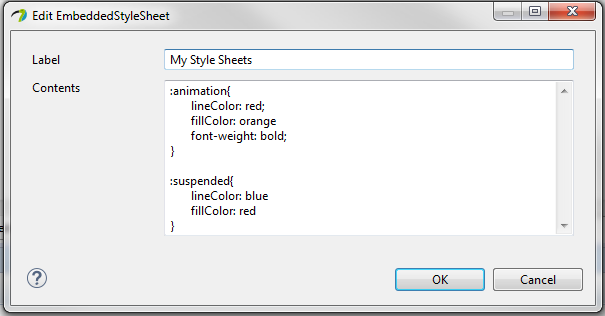 Edit EmbeddedStyleSheet
Label My Style Sheets
Contents
:animation{
lineColor: red;
fillColor: orange
font-weight: bold;
}
:suspended{
lineColor: blue
fillColor: red
}
?
OK Cancel